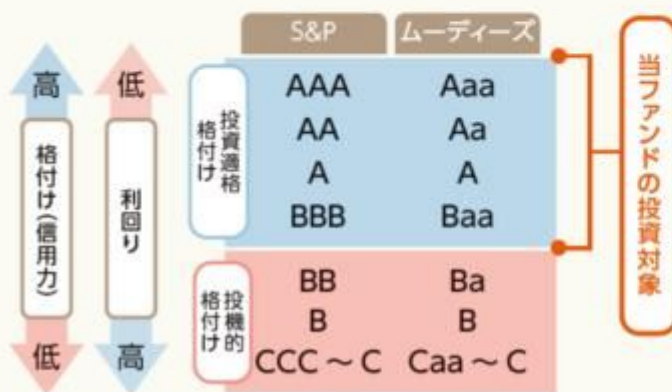 S&P ムーディーズ
高 低
格付け(信用力)
利回り
低 高
投資適格
格付け
AAA Aaa
AA Aa
A A
BBB Baa
投機的
格付け
BB Ba
B B
CCC ~ C Caa ~ C
当ファンドの投資対象